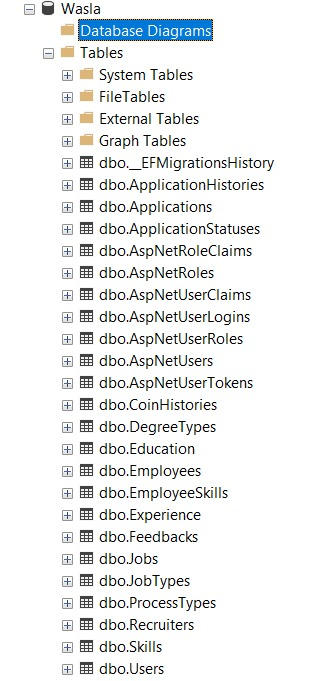 Wasla
Database Diagrams
Tables
System Tables
FileTables
External Tables
Graph Tables
dbo.__EFMigrationsHistory
dbo.ApplicationHistories
dbo.Applications
dbo.ApplicationStatuses
dbo.AspNetRoleClaims
dbo.AspNetRoles
dbo.AspNetUserClaims
dbo.AspNetUserLogins
dbo.AspNetUserRoles
dbo.AspNetUsers
dbo.AspNetUserTokens
dbo.CoinHistories
dbo.DegreeTypes
dbo.Education
dbo.Employees
dbo.EmployeeSkills
dbo.Experience
dbo.Feedbacks
dbo.Jobs
dbo.JobTypes
dbo.ProcessTypes
dbo.Recruiters
dbo.Skills
dbo.Users